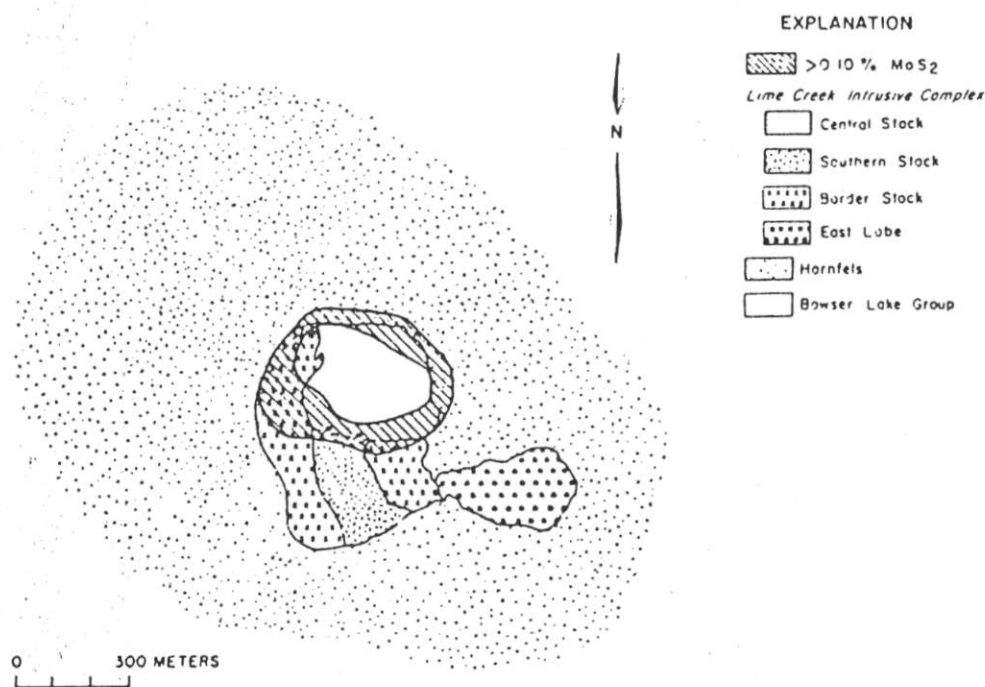 EXPLANATION
>0.10 % MoS2
Lime Creek Intrusive Complex
Central Stock
Southern Stock
Border Stock
East Lobe
Hornfels
Bowser Lake Group
N
0 300 METERS